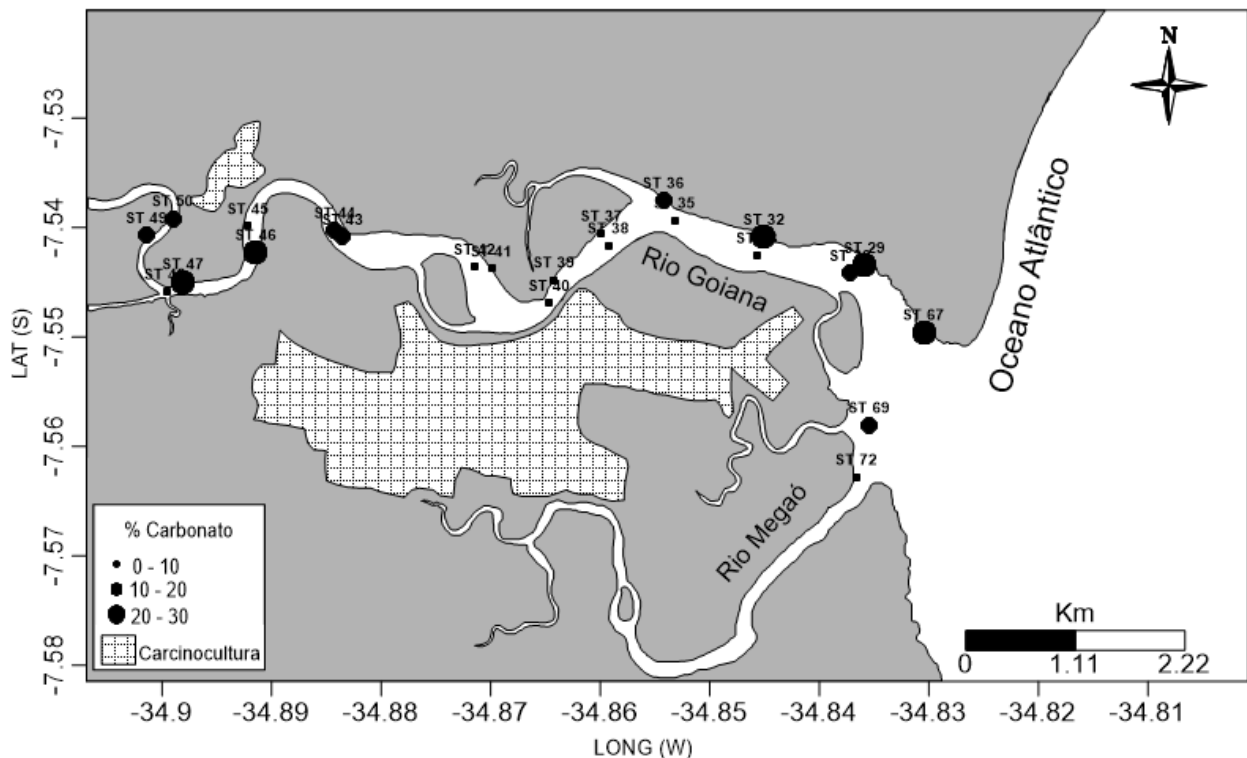 N
-7.53
-7.54
-7.55
-7.56
-7.57
-7.58
LAT (S)
ST 50
ST 49
ST 45
ST 46
ST 47
ST 44
ST 42
ST 41
ST 39
ST 40
ST 37
ST 38
ST 36
ST 32
ST 29
ST 67
ST 69
ST 72
Rio Goiana
Rio Megaó
Oceano Atlântico
% Carbonato
0 - 10
10 - 20
20 - 30
Carcinocultura
Km
0 1.11 2.22
-34.9 -34.89 -34.88 -34.87 -34.86 -34.85 -34.84 -34.83 -34.82 -34.81
LONG (W)